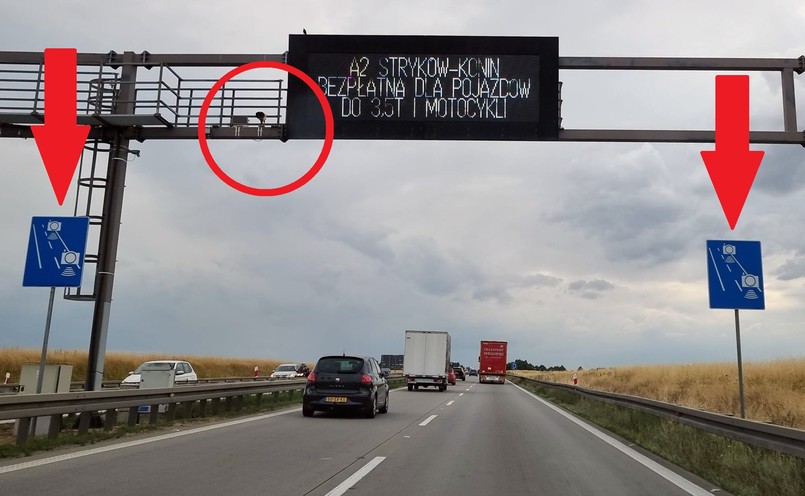 A2 STRYKÓW-KONIN
BEZPŁATNA DLA POJAZDÓW
DO 3.5T I MOTOCYKLI